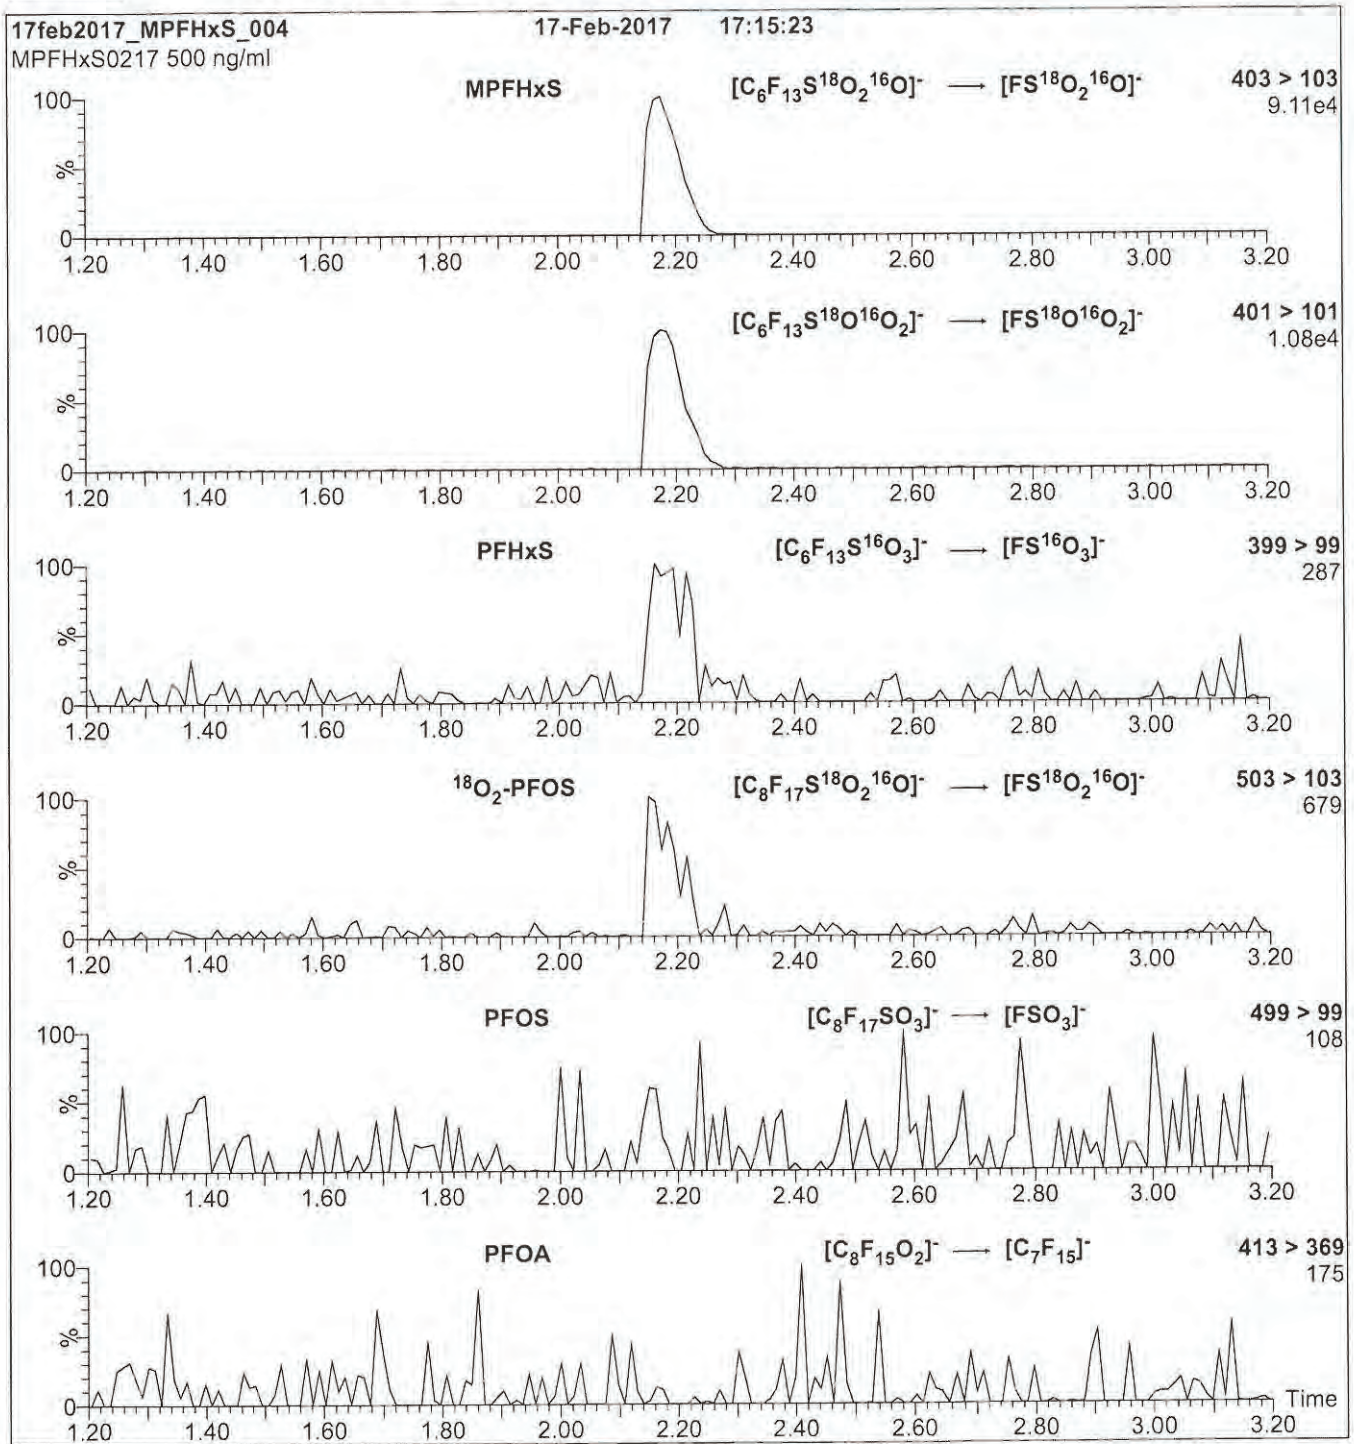 17feb2017_MPFHxS_004 17-Feb-2017 17:15:23
MPFHxS0217 500 ng/ml
MPFHxS [C₆F₁₃S¹⁸O₂¹⁶O]⁻ → [FS¹⁸O₂¹⁶O]⁻ 403 > 103
9.11e4
100
%
0
1.20 1.40 1.60 1.80 2.00 2.20 2.40 2.60 2.80 3.00 3.20
[C₆F₁₃S¹⁸O¹⁶O₂]⁻ → [FS¹⁸O¹⁶O₂]⁻ 401 > 101
1.08e4
100
%
0
1.20 1.40 1.60 1.80 2.00 2.20 2.40 2.60 2.80 3.00 3.20
PFHxS [C₆F₁₃S¹⁶O₃]⁻ → [FS¹⁶O₃]⁻ 399 > 99
287
100
%
0
1.20 1.40 1.60 1.80 2.00 2.20 2.40 2.60 2.80 3.00 3.20
¹⁸O₂-PFOS [C₈F₁₇S¹⁸O₂¹⁶O]⁻ → [FS¹⁸O₂¹⁶O]⁻ 503 > 103
679
100
%
0
1.20 1.40 1.60 1.80 2.00 2.20 2.40 2.60 2.80 3.00 3.20
PFOS [C₈F₁₇SO₃]⁻ → [FSO₃]⁻ 499 > 99
108
100
%
0
1.20 1.40 1.60 1.80 2.00 2.20 2.40 2.60 2.80 3.00 3.20
PFOA [C₈F₁₅O₂]⁻ → [C₇F₁₅]⁻ 413 > 369
175
100
%
0
Time
1.20 1.40 1.60 1.80 2.00 2.20 2.40 2.60 2.80 3.00 3.20